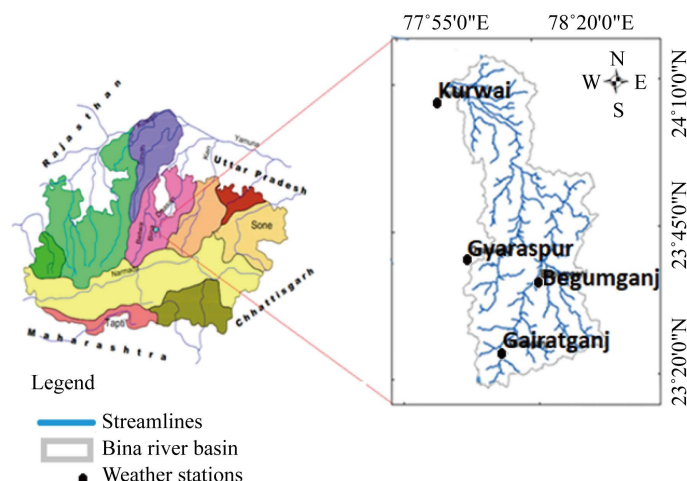 77°55'0"E 78°20'0"E
N
W E
S
Kurwai
24°10'0"N
Rajasthan
Yamuna
Ken
Uttar Pradesh
Sone
Gyaraspur
23°45'0"N
Begumganj
Narmada
Chhattisgarh
Tapti
Maharashtra
Gairatganj
23°20'0"N
Legend
Streamlines
Bina river basin
Weather stations